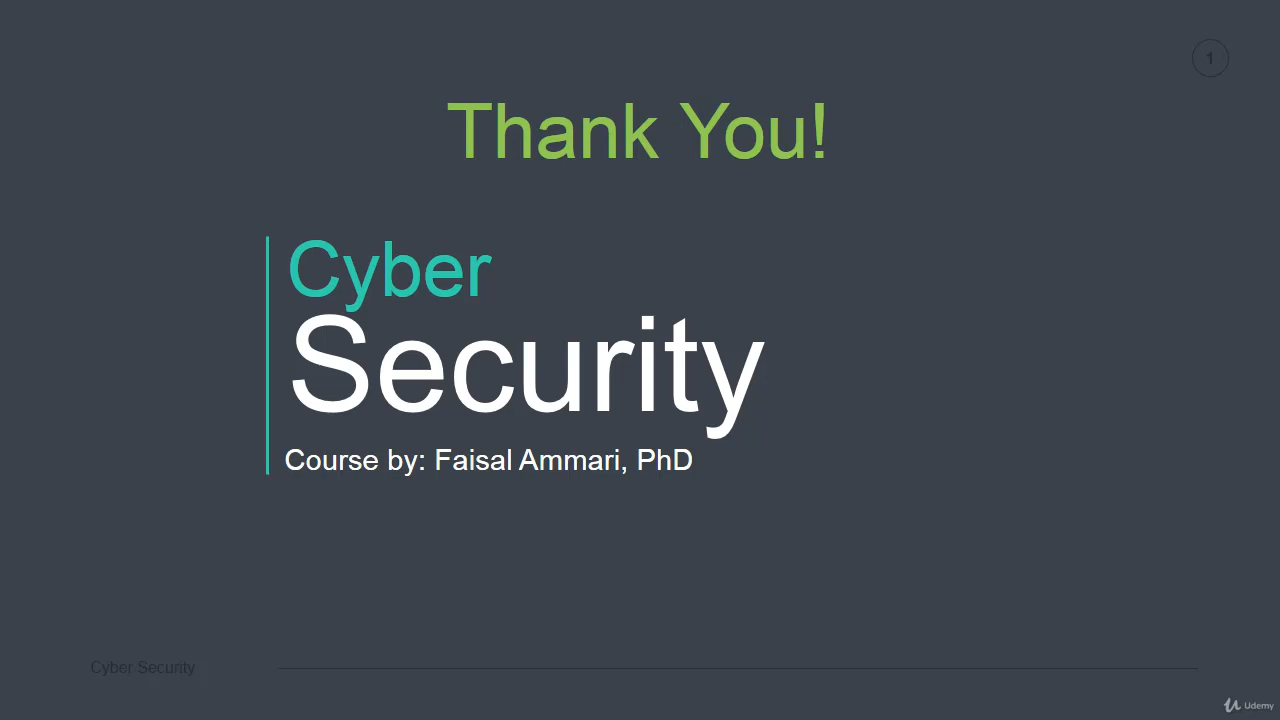 1
Thank You!
Cyber
Security
Course by: Faisal Ammari, PhD
Cyber Security
Udemy